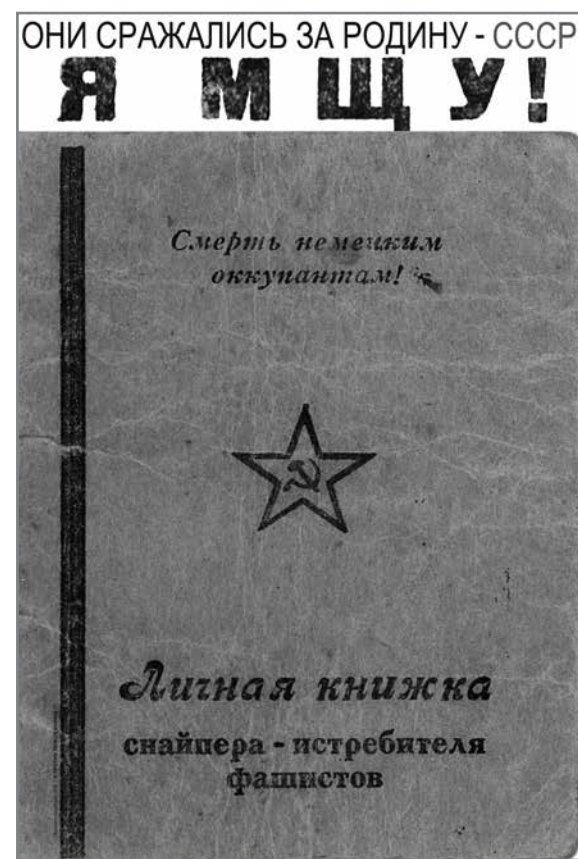 ОНИ СРАЖАЛИСЬ ЗА РОДИНУ - СССР
Я МЩУ!
Смерть немецким
оккупантам!
Личная книжка
снайпера - истребителя
фашистов